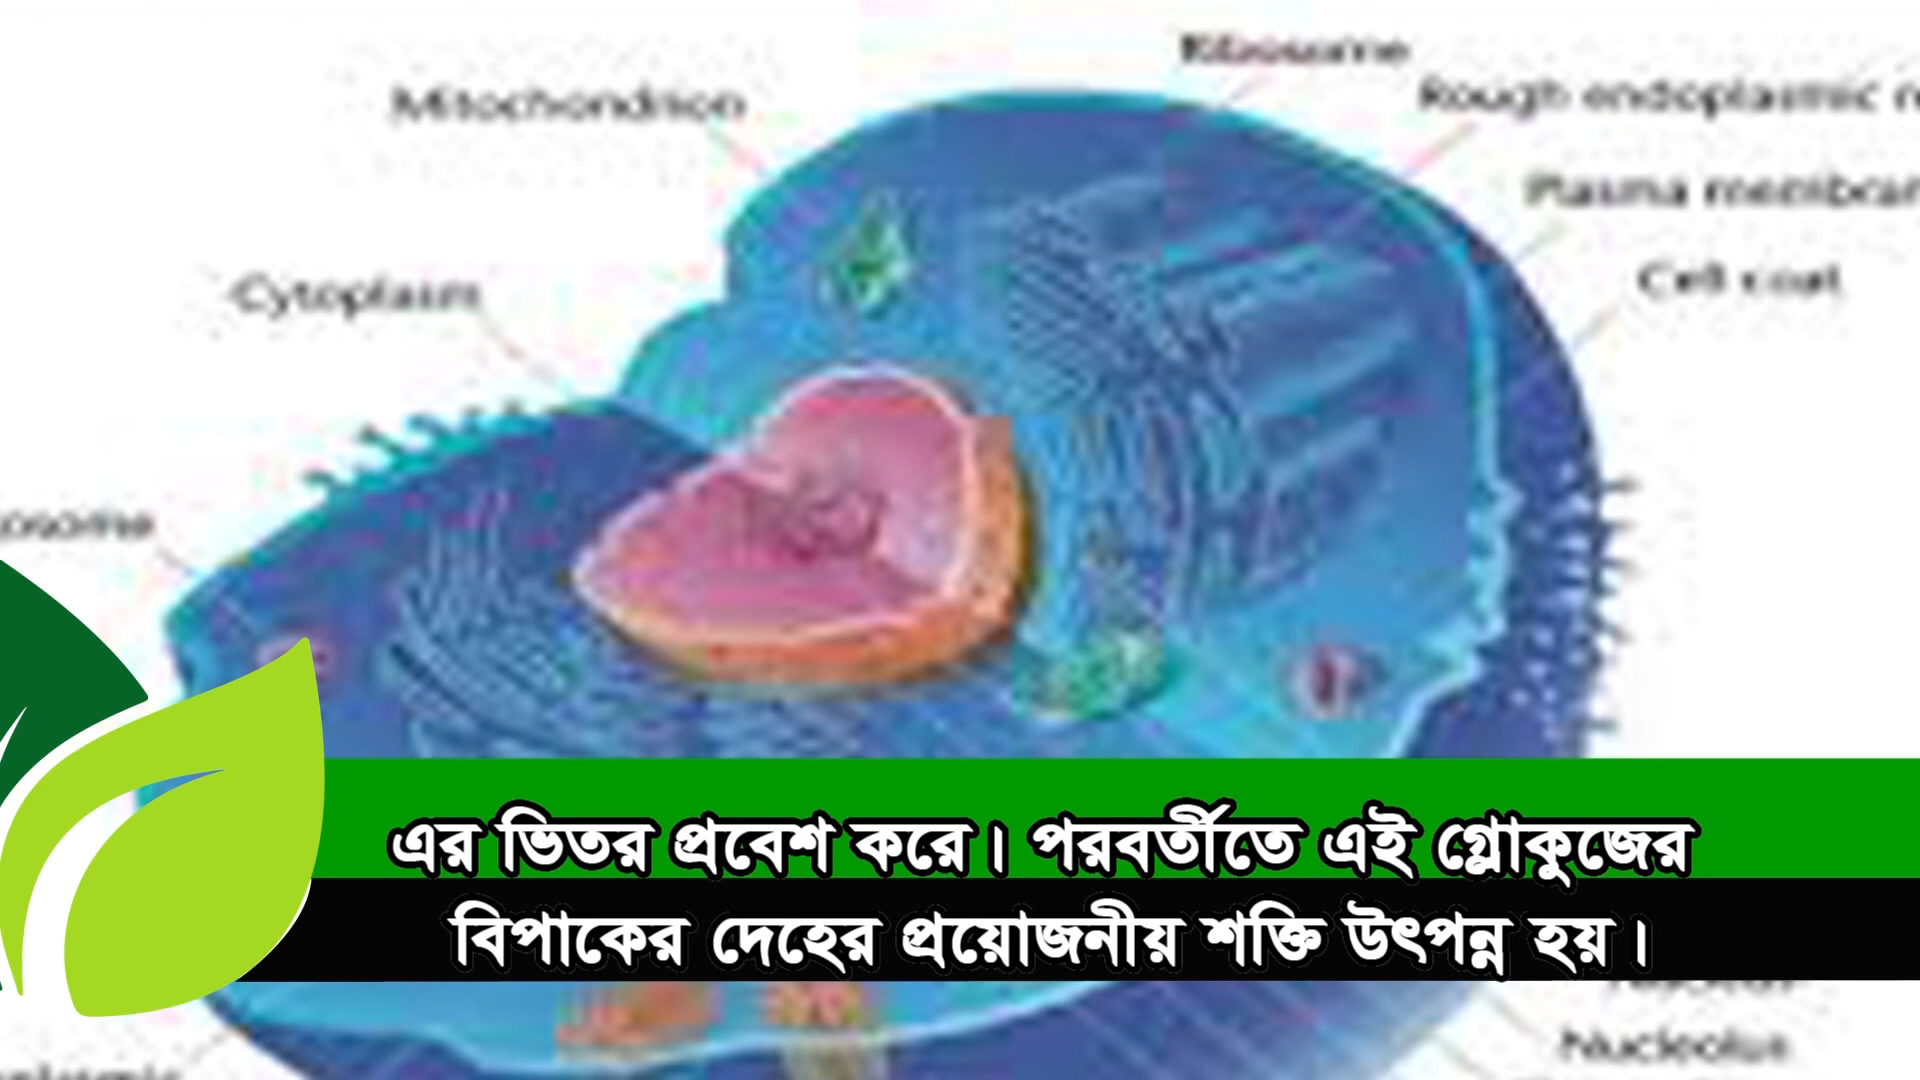 Ribosome
Mitochondrion
Rough endoplasmic
Plasma
Cell coat
Cytoplasm
এর ভিতর প্রবেশ করে। পরবর্তীতে এই গ্লোকুজের
বিপাকের দেহের প্রয়োজনীয় শক্তি উৎপন্ন হয়।
Nucleolus